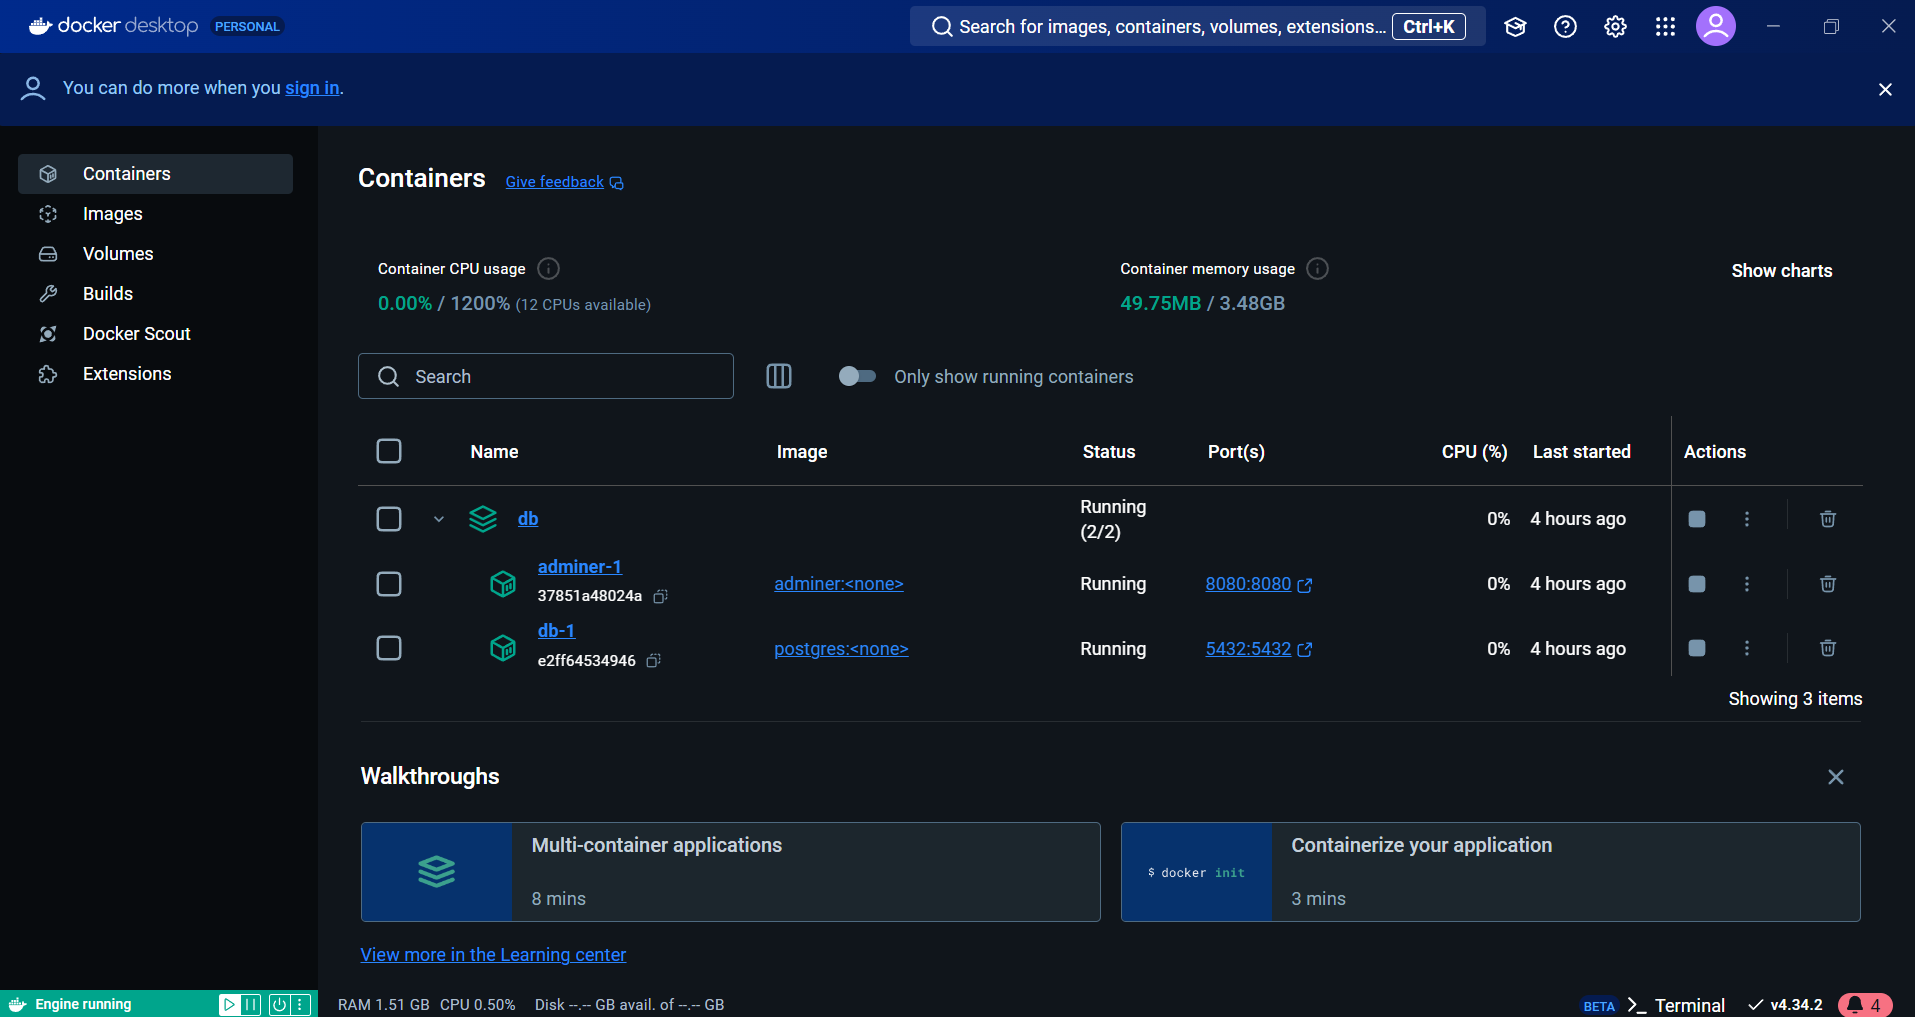 docker desktop PERSONAL
Search for images, containers, volumes, extensions... Ctrl+K
You can do more when you sign in.
Containers
Images
Volumes
Builds
Docker Scout
Extensions
Containers Give feedback
Container CPU usage
0.00% / 1200% (12 CPUs available)
Container memory usage
49.75MB / 3.48GB
Show charts
Search
Only show running containers
Name Image Status Port(s) CPU (%) Last started Actions
db Running (2/2) 0% 4 hours ago
adminer-1
37851a48024a
adminer:<none> Running 8080:8080 0% 4 hours ago
db-1
e2ff64534946
postgres:<none> Running 5432:5432 0% 4 hours ago
Showing 3 items
Walkthroughs
Multi-container applications
8 mins
$ docker init
Containerize your application
3 mins
View more in the Learning center
Engine running
RAM 1.51 GB CPU 0.50% Disk --.-- GB avail. of --.-- GB
BETA >_ Terminal v4.34.2 4